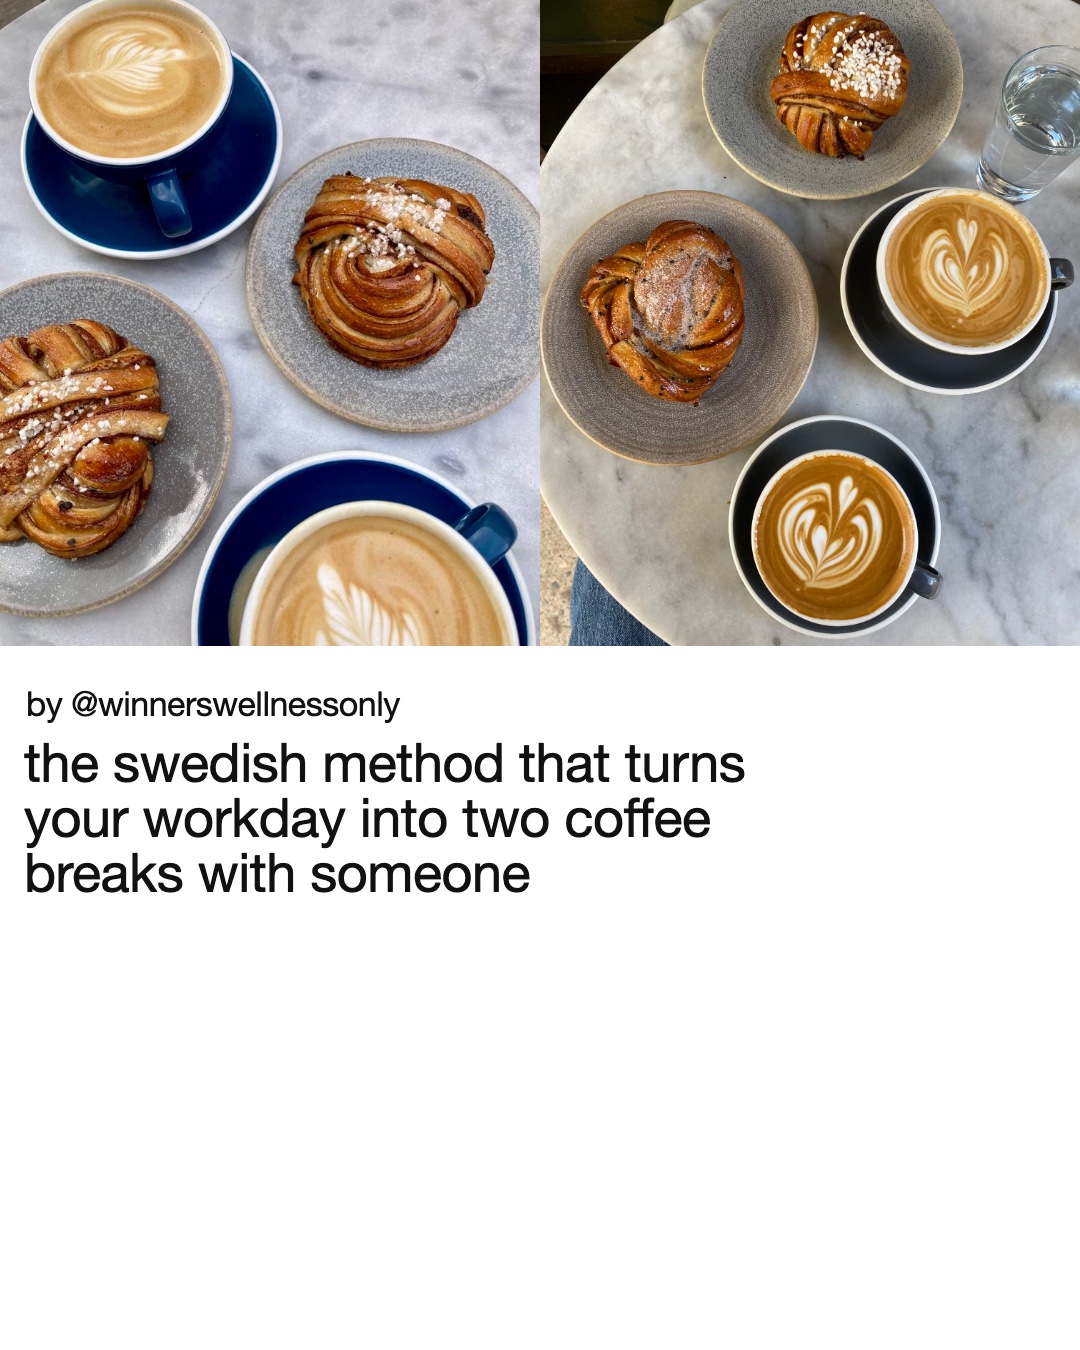 by @winnerswellnessonly
the swedish method that turns
your workday into two coffee
breaks with someone